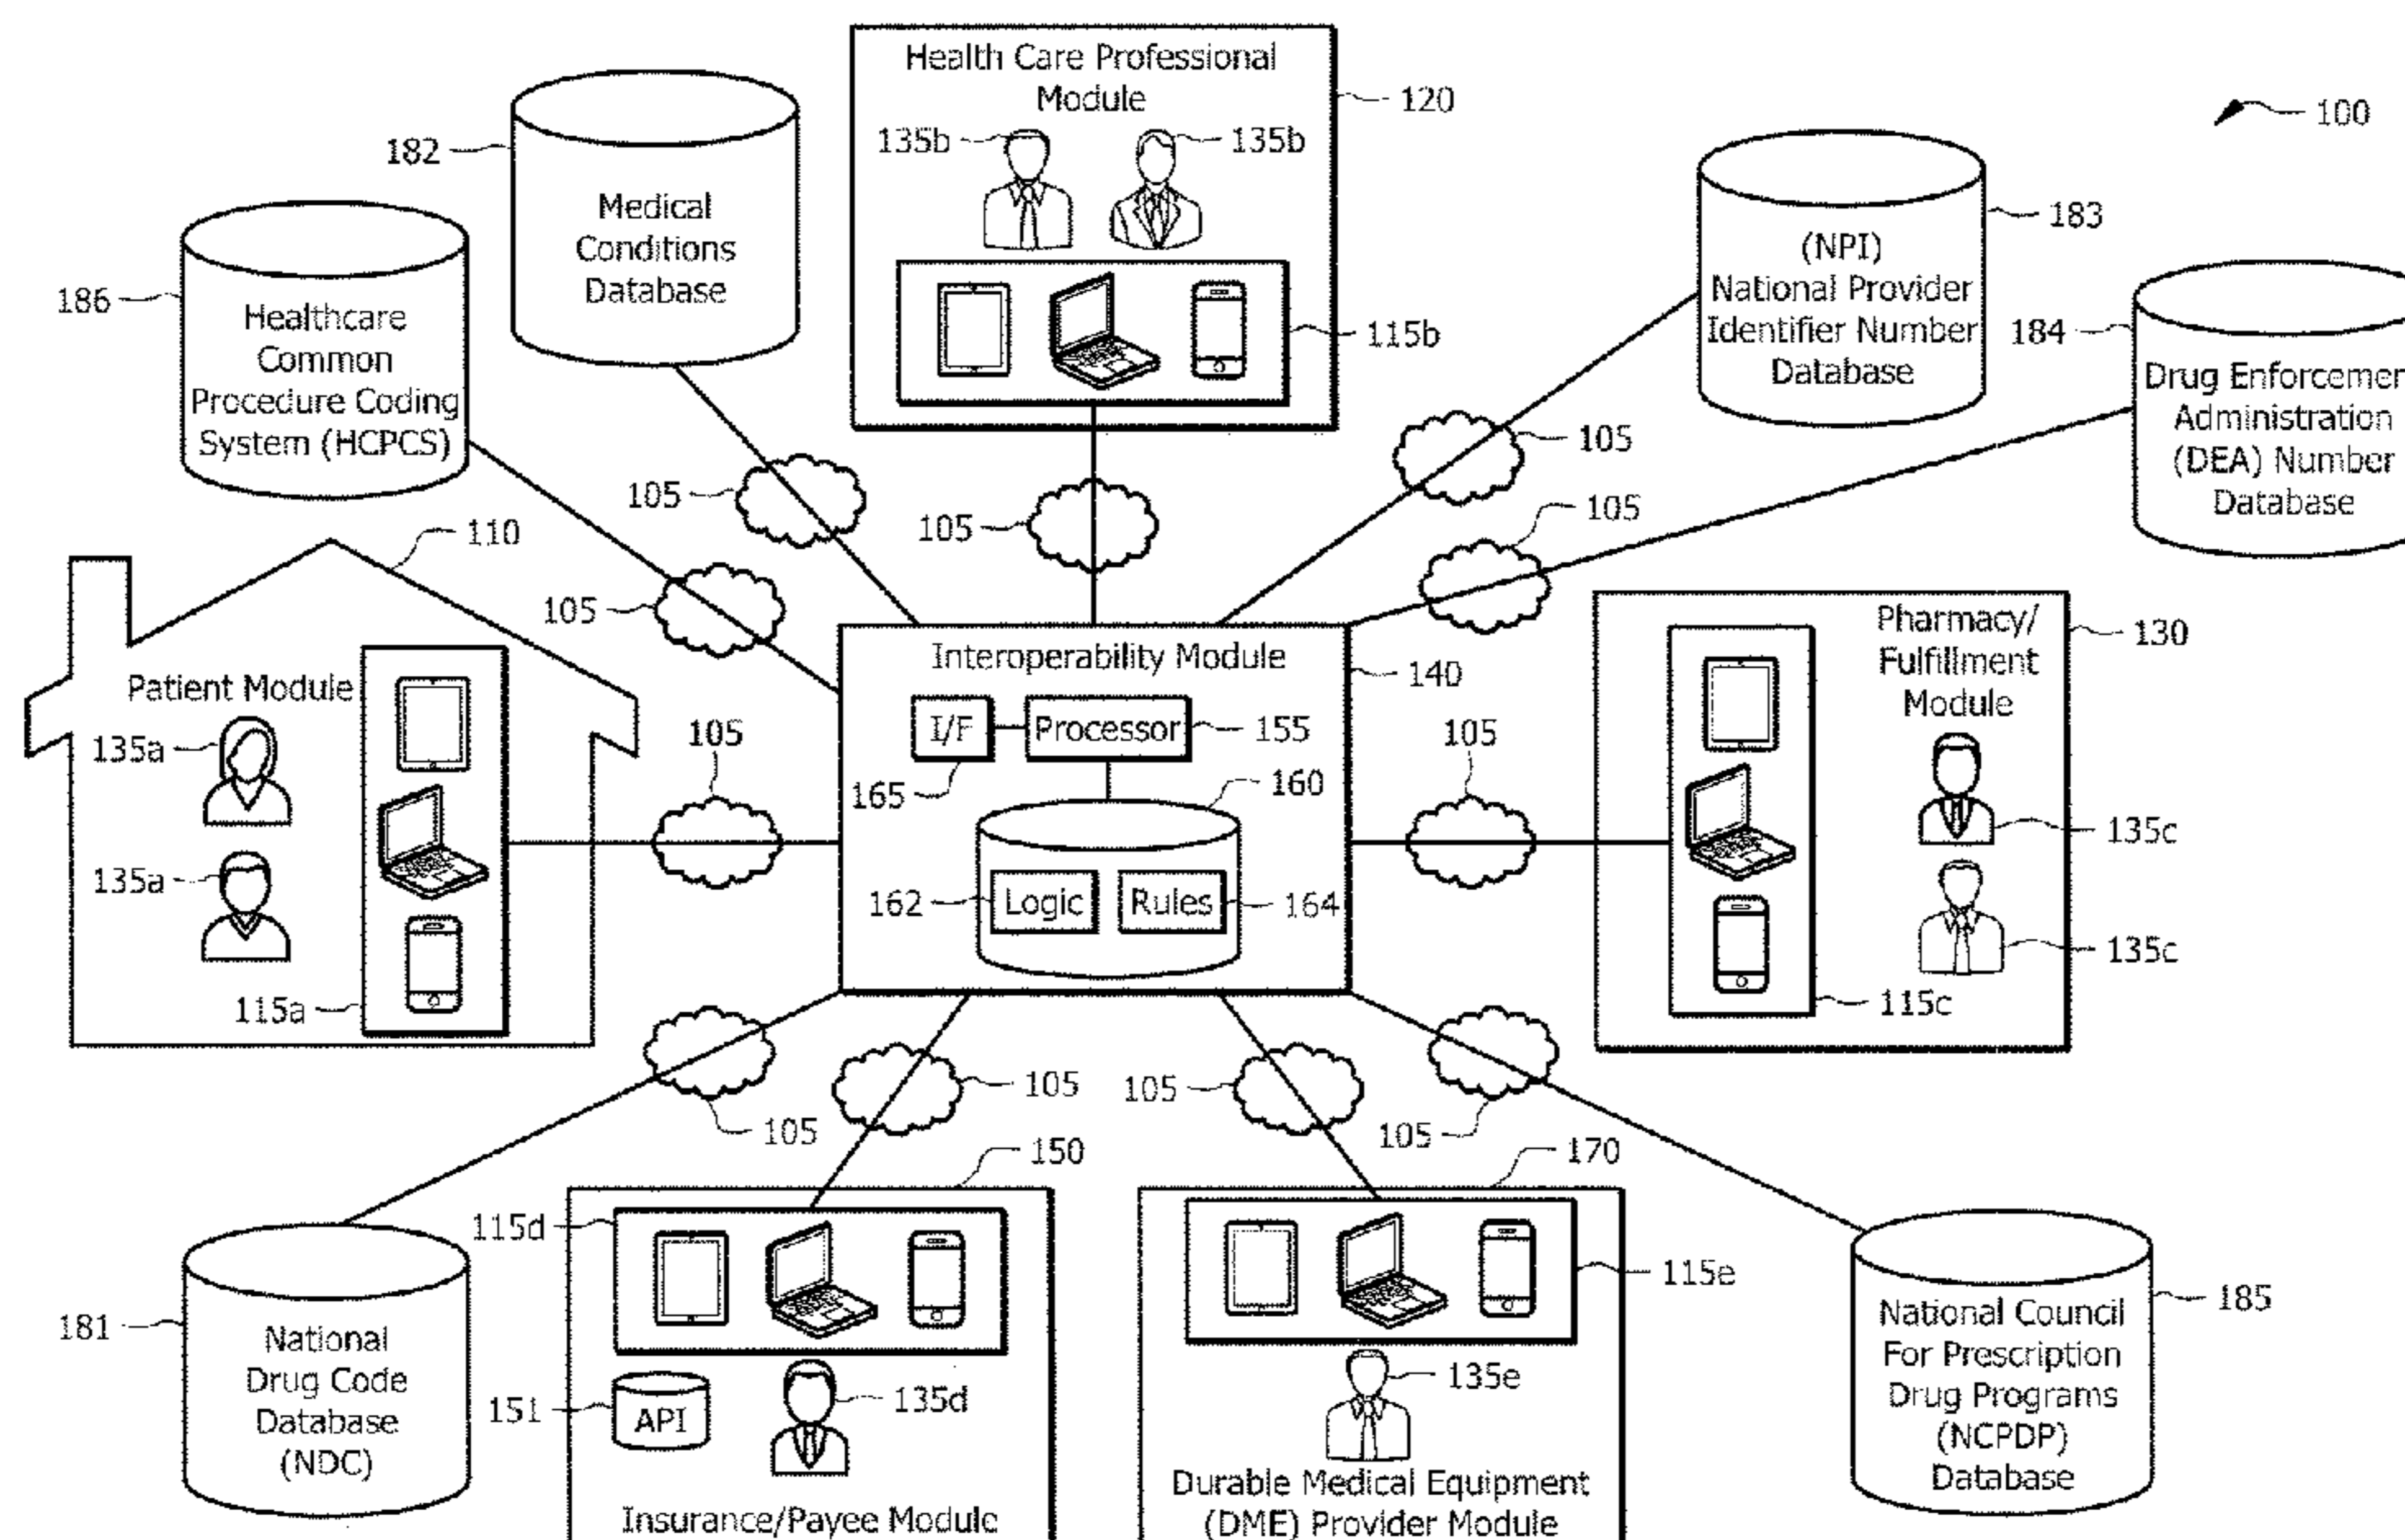 Health Care Professional
Module
120
135b
135b
115b
100
182
Medical
Conditions
Database
186
Healthcare
Common
Procedure Coding
System (HCPCS)
183
(NPI)
National Provider
Identifier Number
Database
184
Drug Enforcemen
Administration
(DEA) Number
Database
105
105
105
105
105
110
Patient Module
135a
135a
115a
105
Interoperability Module
140
I/F
Processor
155
165
160
162
Logic
Rules
164
105
Pharmacy/
Fulfillment
Module
130
135c
135c
115c
105
105
105
105
150
170
181
National
Drug Code
Database
(NDC)
115d
151
API
135d
Insurance/Payee Module
115e
135e
Durable Medical Equipment
(DME) Provider Module
185
National Council
For Prescription
Drug Programs
(NCPDP)
Database